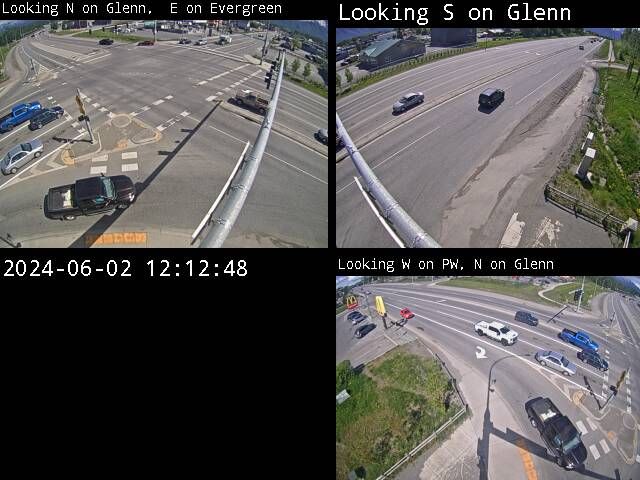 Looking N on Glenn, E on Evergreen
Looking S on Glenn
2024-06-02 12:12:48
Looking W on PW, N on Glenn